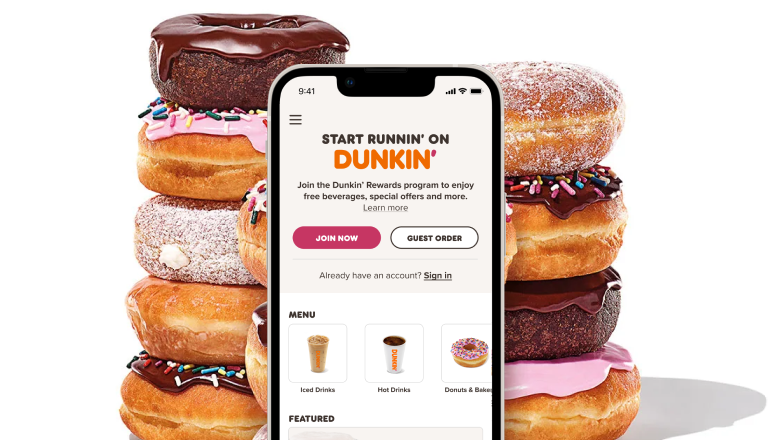 9:41
START RUNNIN' ON
DUNKIN'
Join the Dunkin' Rewards program to enjoy
free beverages, special offers and more.
Learn more
JOIN NOW
GUEST ORDER
Already have an account? Sign in
MENU
DUNKIN'
Iced Drinks
Hot Drinks
Donuts & Bake
FEATURED